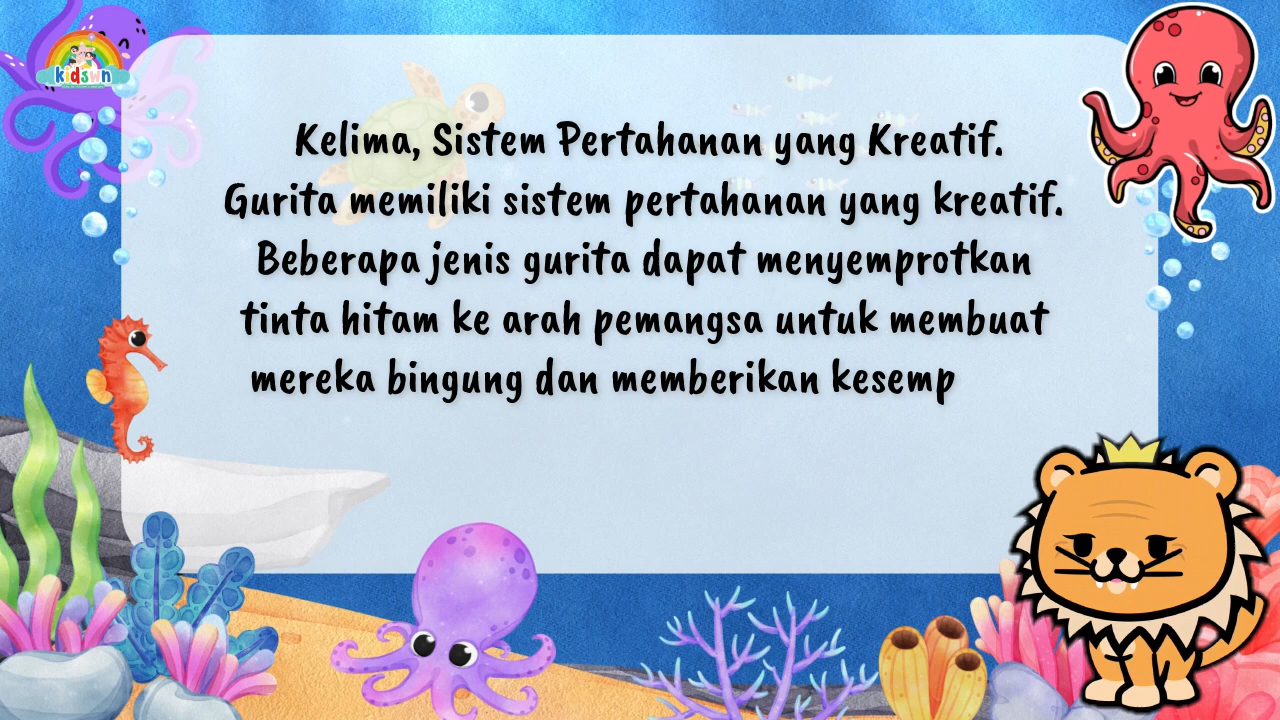 kidswn
Kelima, Sistem Pertahanan yang Kreatif.
Gurita memiliki sistem pertahanan yang kreatif.
Beberapa jenis gurita dapat menyemprotkan
tinta hitam ke arah pemangsa untuk membuat
mereka bingung dan memberikan kesemp